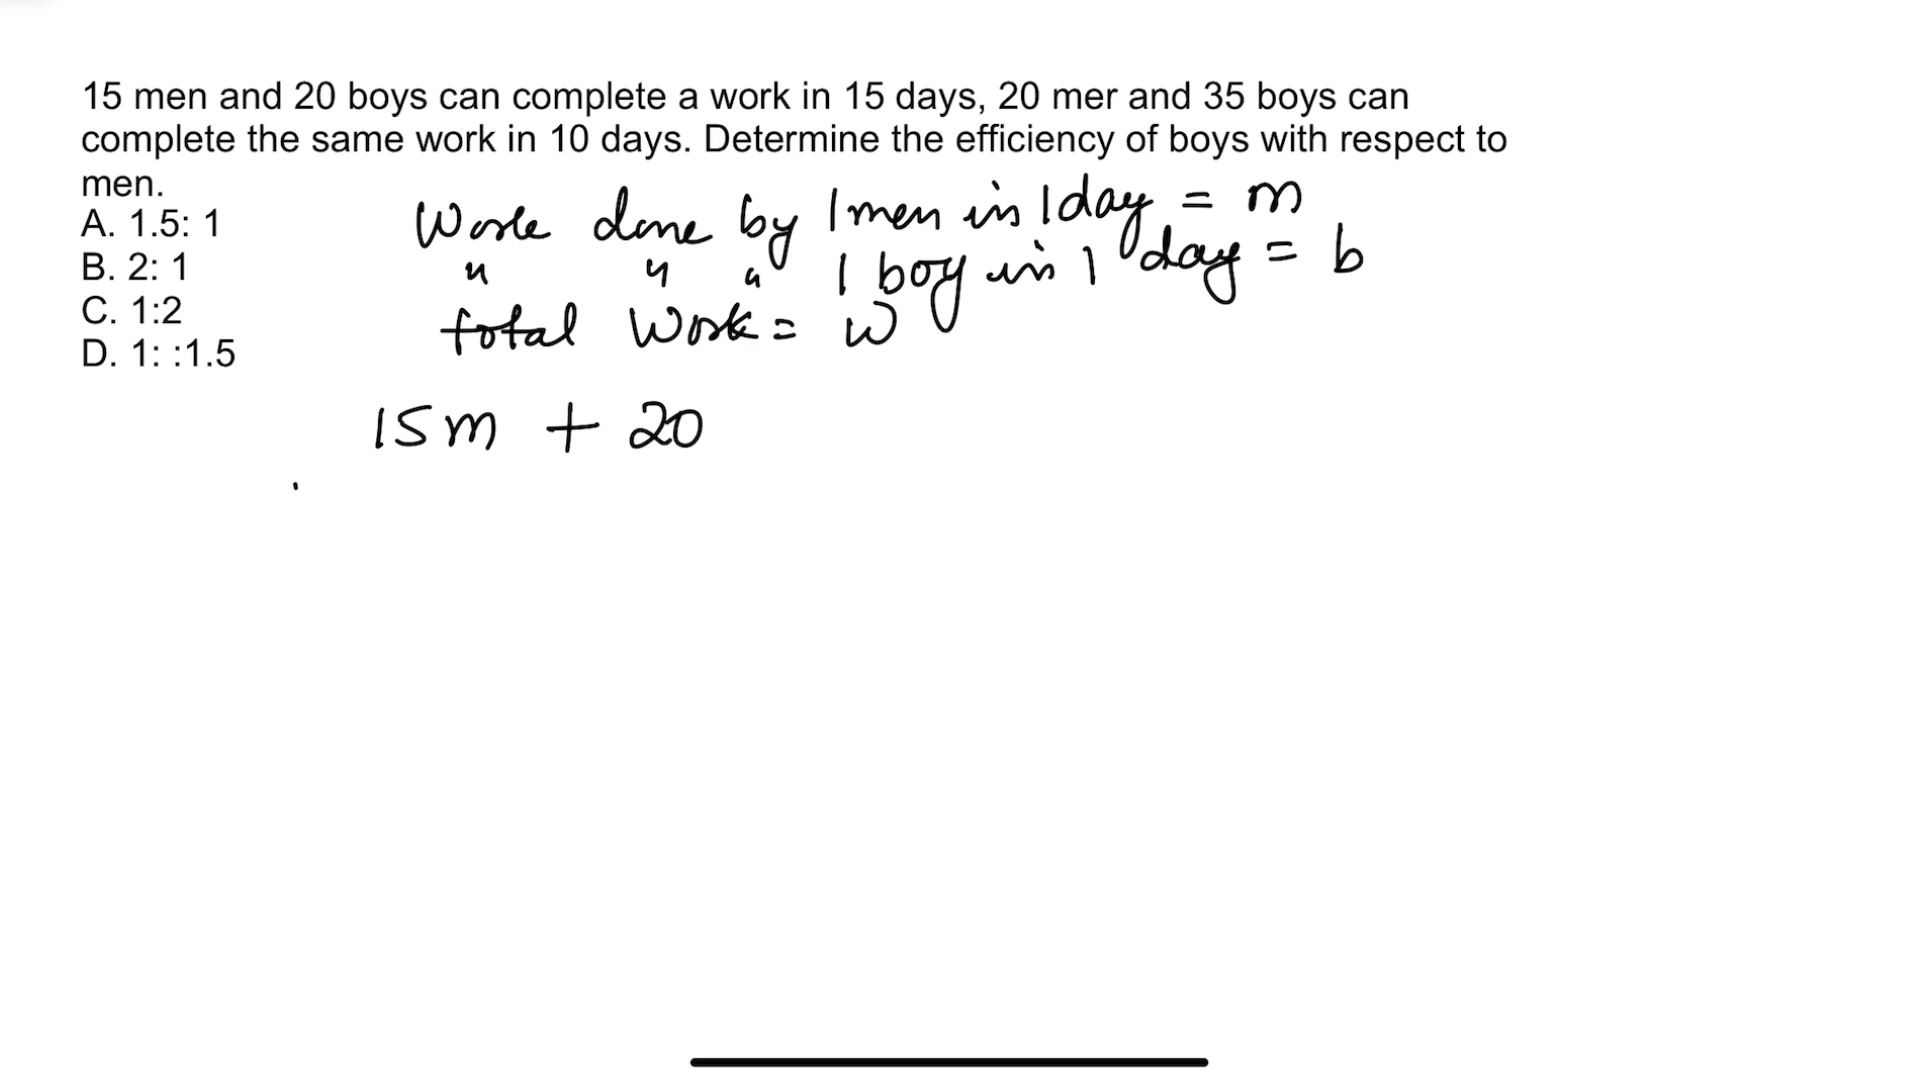 15 men and 20 boys can complete a work in 15 days, 20 mer and 35 boys can
complete the same work in 10 days. Determine the efficiency of boys with respect to
men.
A. 1.5: 1
B. 2: 1
C. 1:2
D. 1: :1.5
Work done by 1 men in 1 day = m
" " " 1 boy in 1 day = b
total work = w
15m + 20